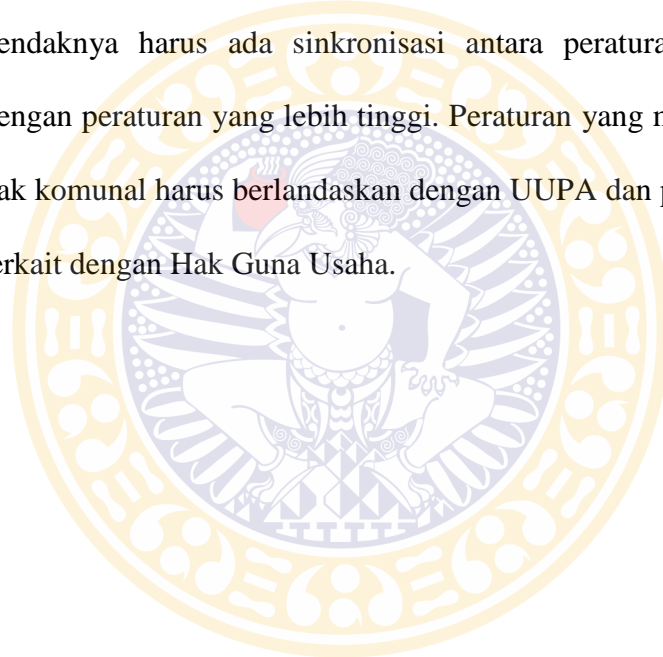 endaknya harus ada sinkronisasi antara peratura
engan peraturan yang lebih tinggi. Peraturan yang
ak komunal harus berlandaskan dengan UUPA dan
erkait dengan Hak Guna Usaha.